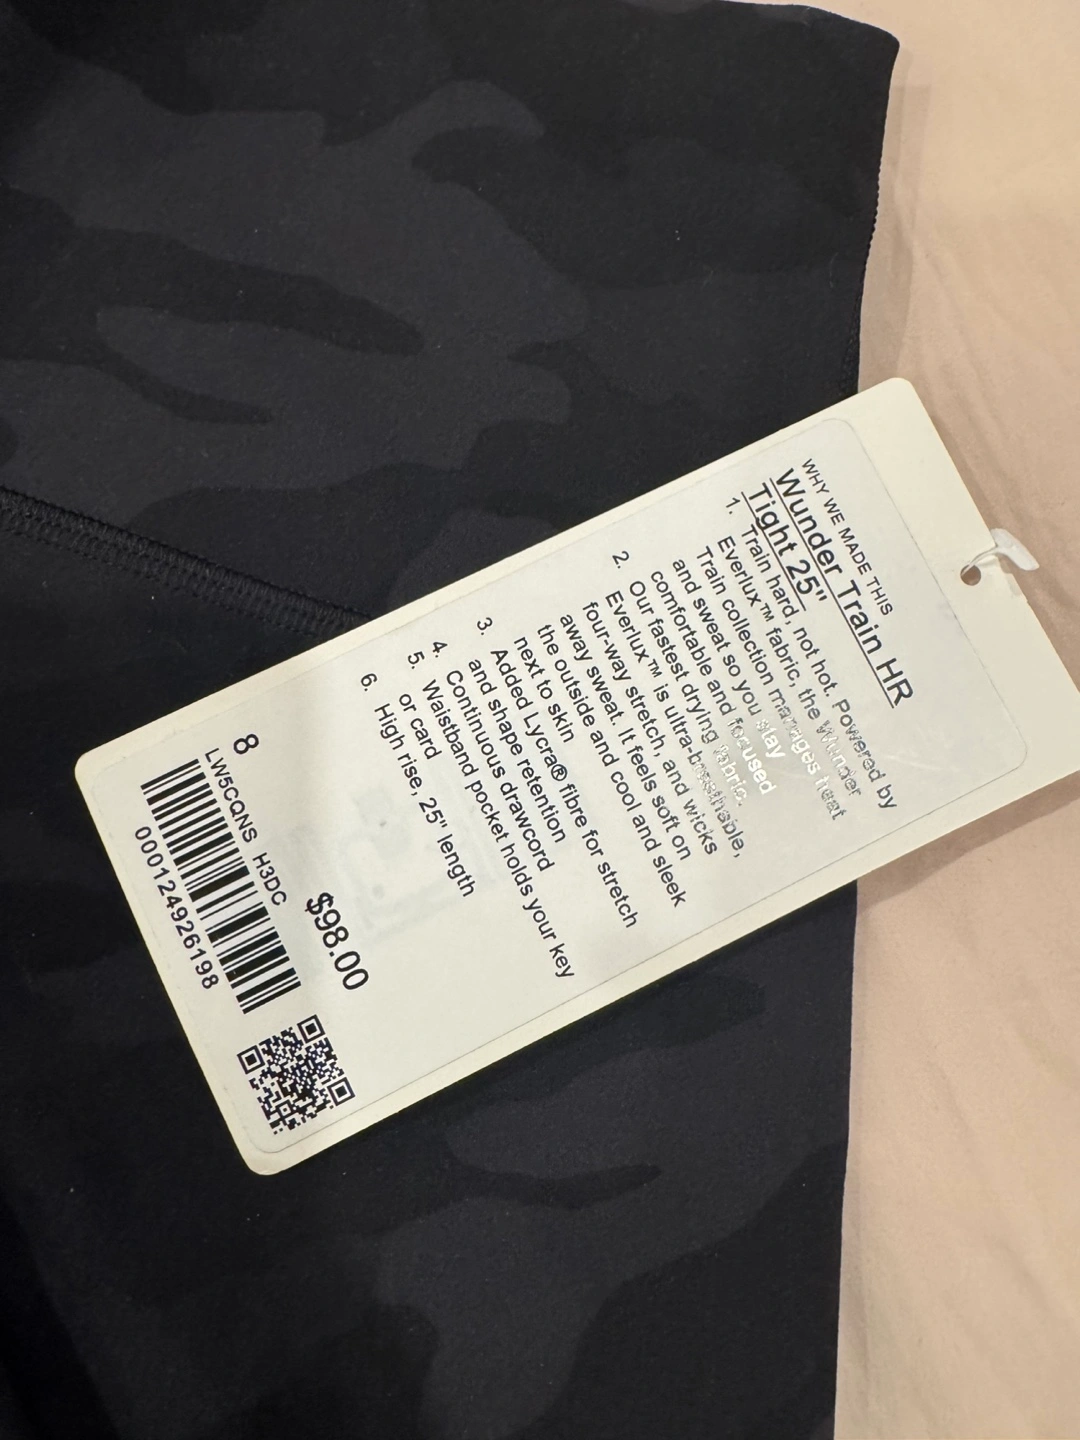 WHY WE MADE THIS
Wunder Train HR
Tight 25"
1. Train hard, not hot. Powered by
Everlux™ fabric, the Wunder
Train collection manages heat
and sweat so you stay
comfortable and focused
2. Our fastest drying fabric,
Everlux™ is ultra-breathable,
four-way stretch, and wicks
away sweat. It feels soft on
the outside and cool and sleek
next to skin
3. Added Lycra® fibre for stretch
and shape retention
4. Continuous drawcord
5. Waistband pocket holds your key
or card
6. High rise, 25" length
$98.00
8
LW5CQNS H3DC
000124926198